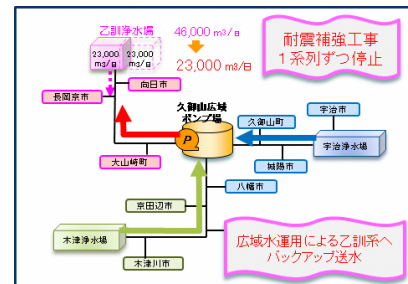 乙訓浄水場
46,000 m3/日
23,000
m3/日
23,000
m3/日
23,000 m3/日
耐震補強工事
1系列ずつ停止
向日市
長岡京市
久御山広域
ポンプ場
久御山町
宇治市
P
大山崎町
宇治浄水場
城陽市
八幡市
京田辺市
木津浄水場
木津川市
広域水運用による乙訓系へ
バックアップ送水